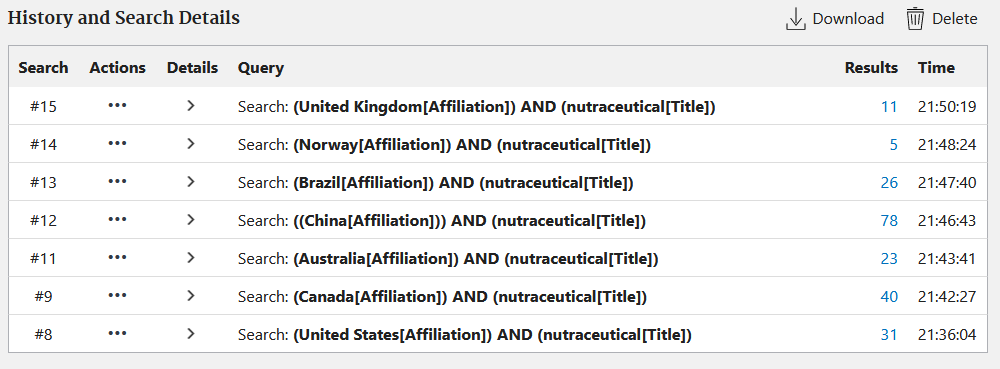 History and Search Details
Download Delete
Search Actions Details Query Results Time
#15 ••• > Search: (United Kingdom[Affiliation]) AND (nutraceutical[Title]) 11 21:50:19
#14 ••• > Search: (Norway[Affiliation]) AND (nutraceutical[Title]) 5 21:48:24
#13 ••• > Search: (Brazil[Affiliation]) AND (nutraceutical[Title]) 26 21:47:40
#12 ••• > Search: ((China[Affiliation])) AND (nutraceutical[Title]) 78 21:46:43
#11 ••• > Search: (Australia[Affiliation]) AND (nutraceutical[Title]) 23 21:43:41
#9 ••• > Search: (Canada[Affiliation]) AND (nutraceutical[Title]) 40 21:42:27
#8 ••• > Search: (United States[Affiliation]) AND (nutraceutical[Title]) 31 21:36:04